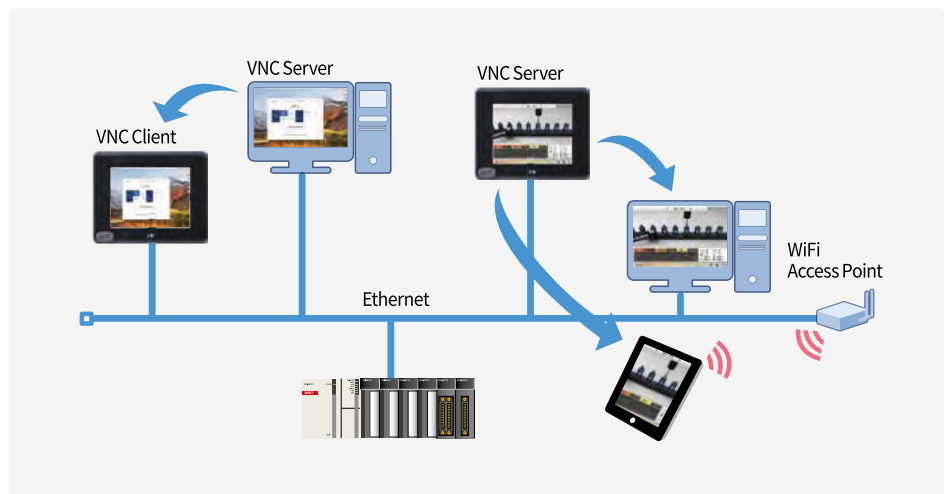 VNC Server
VNC Server
VNC Client
WiFi
Access Point
Ethernet